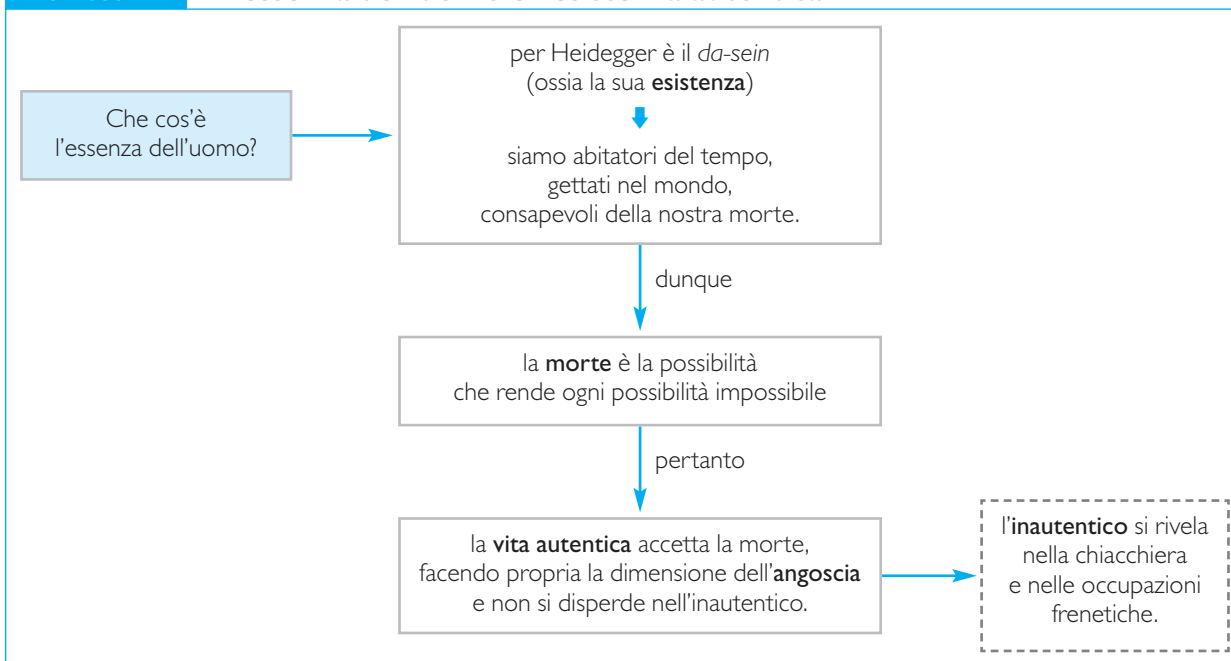 Che cos'è
l'essenza dell'uomo?
per Heidegger è il da-sein
(ossia la sua esistenza)
siamo abitatori del tempo,
gettati nel mondo,
consapevoli della nostra morte.
dunque
la morte è la possibilità
che rende ogni possibilità impossibile
pertanto
la vita autentica accetta la morte,
facendo propria la dimensione dell'angoscia
e non si disperde nell'inautentico.
l'inautentico si rivela
nella chiacchiera
e nelle occupazioni
frenetiche.